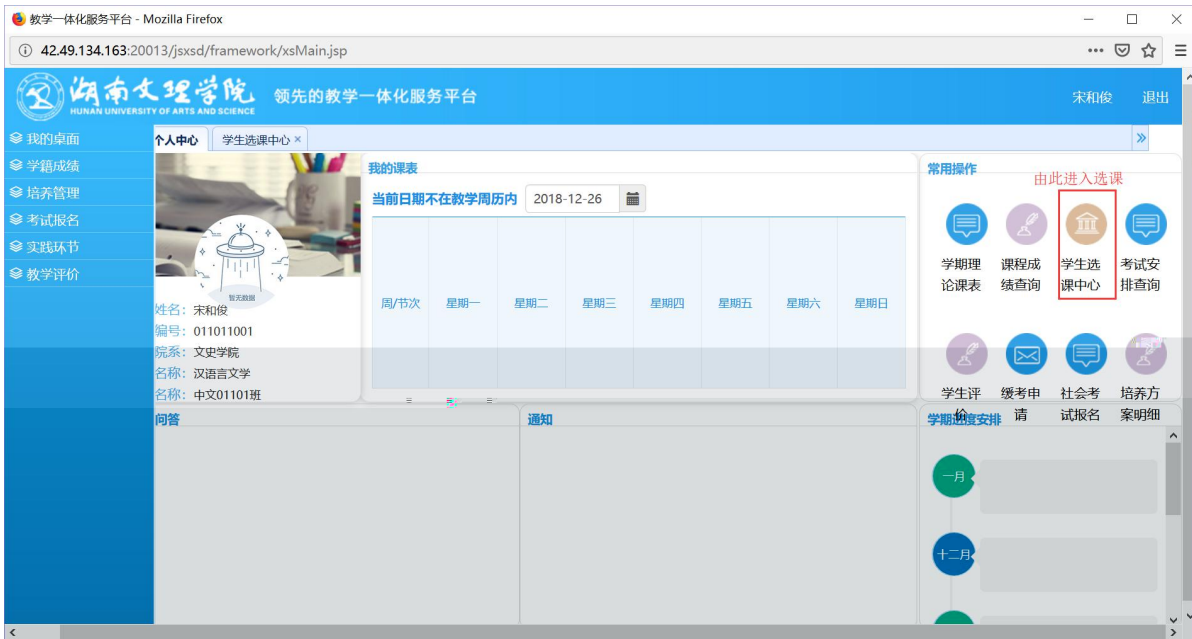 教学一体化服务平台 - Mozilla Firefox
42.49.134.163:20013/jsxsd/framework/xsMain.jsp
湖南文理学院
HUNAN UNIVERSITY OF ARTS AND SCIENCE
领先的教学一体化服务平台
宋和俊 退出
我的桌面
学籍成绩
培养管理
考试报名
实践环节
教学评价
个人中心 学生选课中心 ×
暂无数据
姓名：宋和俊
编号：011011001
院系：文史学院
名称：汉语言文学
名称：中文01101班
我的课表
当前日期不在教学周历内 2018-12-26
周/节次 星期一 星期二 星期三 星期四 星期五 星期六 星期日
常用操作
由此进入选课
学期理论课表
课程成绩查询
学生选课中心
考试安排查询
学生评价
缓考申请
社会考试报名
培养方案明细
问答
通知
学期进度安排
一月
十二月